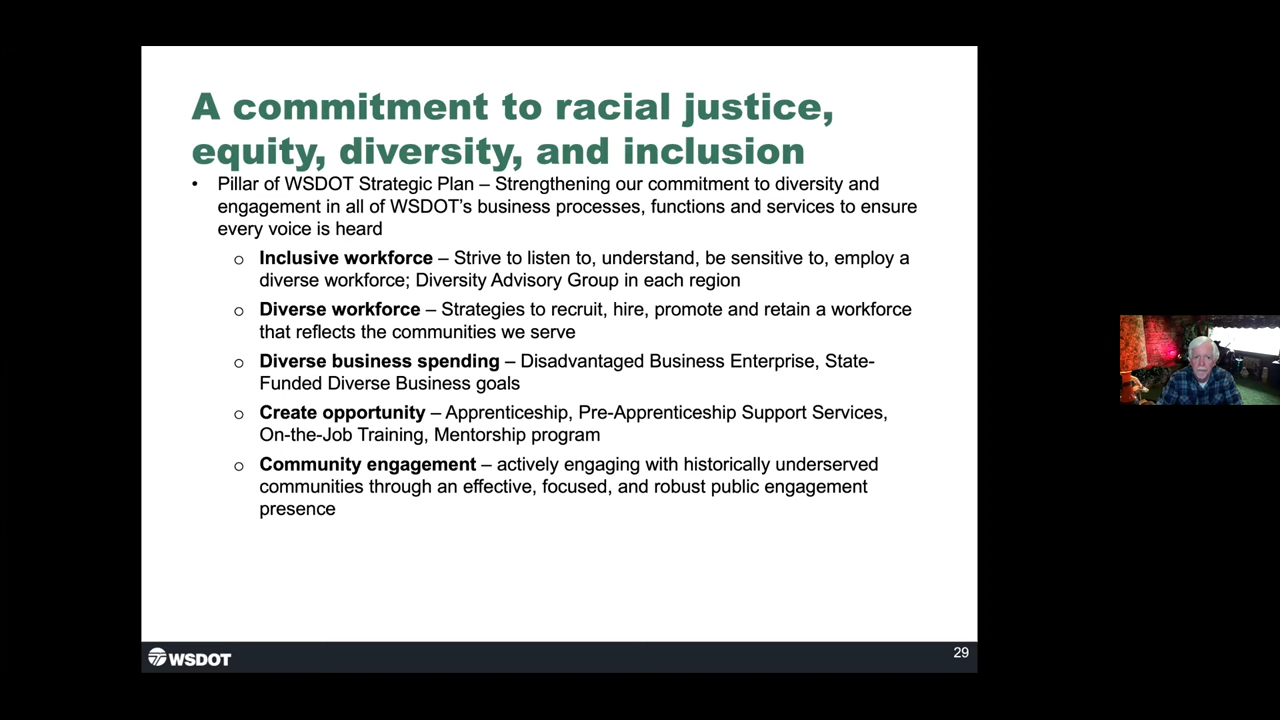 A commitment to racial justice,
equity, diversity, and inclusion
• Pillar of WSDOT Strategic Plan – Strengthening our commitment to diversity and
engagement in all of WSDOT's business processes, functions and services to ensure
every voice is heard
o Inclusive workforce – Strive to listen to, understand, be sensitive to, employ a
diverse workforce; Diversity Advisory Group in each region
o Diverse workforce – Strategies to recruit, hire, promote and retain a workforce
that reflects the communities we serve
o Diverse business spending – Disadvantaged Business Enterprise, State-
Funded Diverse Business goals
o Create opportunity – Apprenticeship, Pre-Apprenticeship Support Services,
On-the-Job Training, Mentorship program
o Community engagement – actively engaging with historically underserved
communities through an effective, focused, and robust public engagement
presence
WSDOT
29